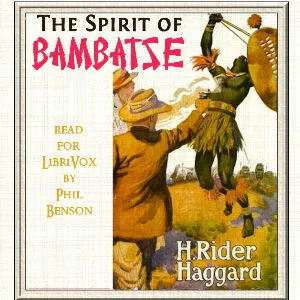 The Spirit of
BAMBATSE
READ
FOR
LIBRIVOX
BY
PHIL
BENSON
H. Rider
Haggard